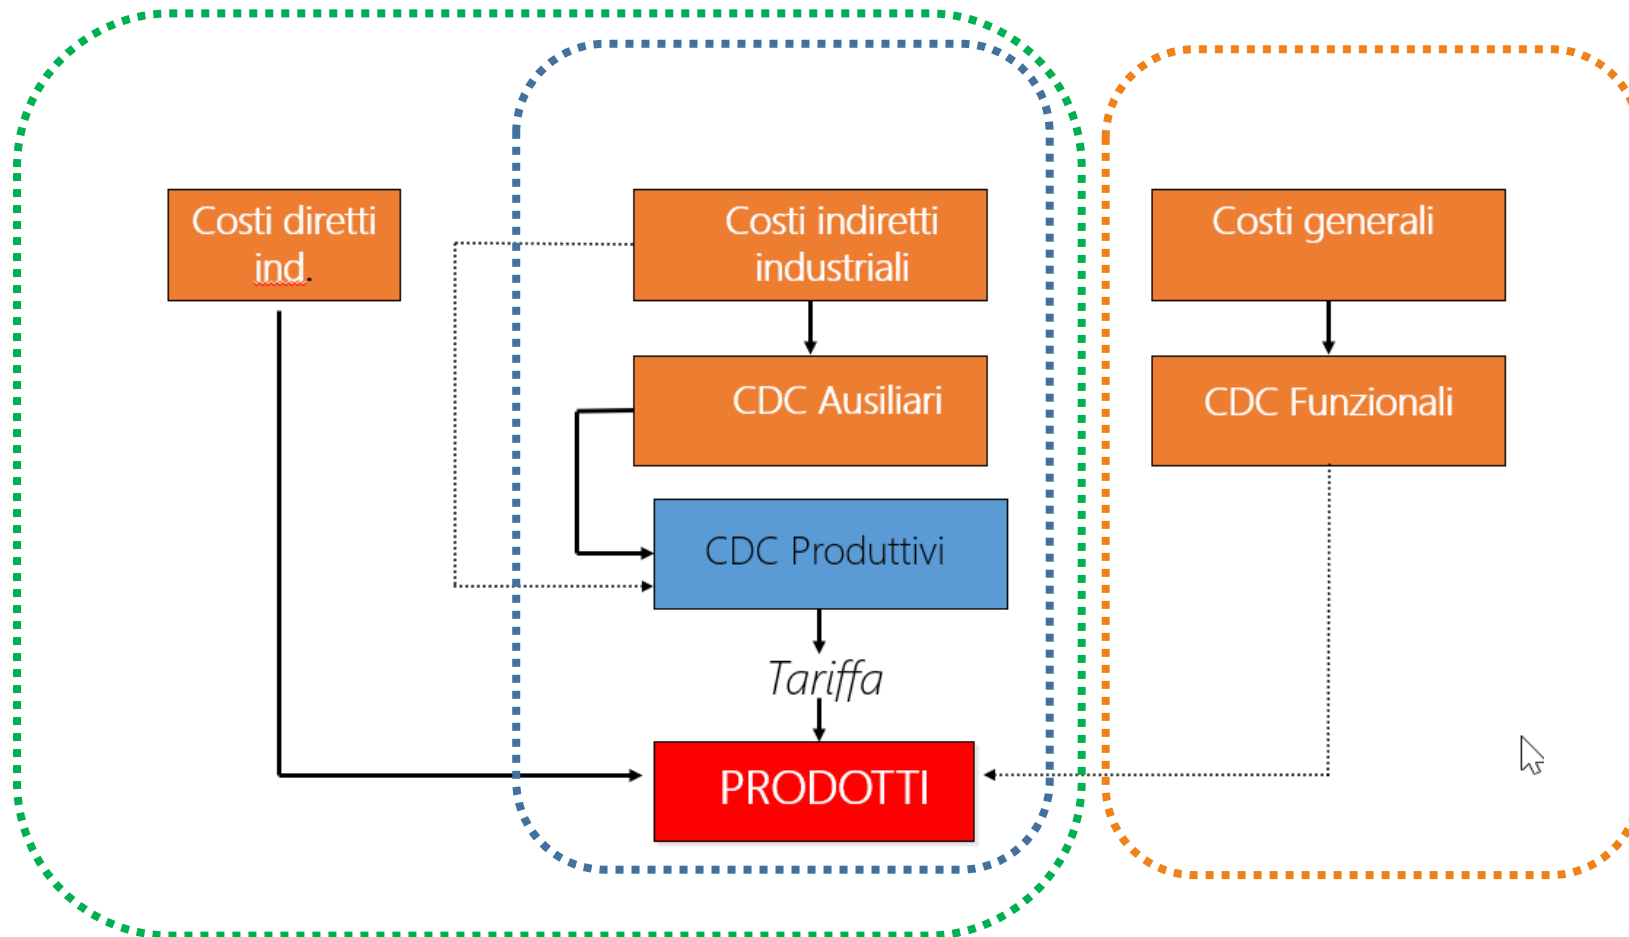 Costi diretti
ind.
Costi indiretti
industriali
Costi generali
CDC Ausiliari
CDC Funzionali
CDC Produttivi
Tariffa
PRODOTTI